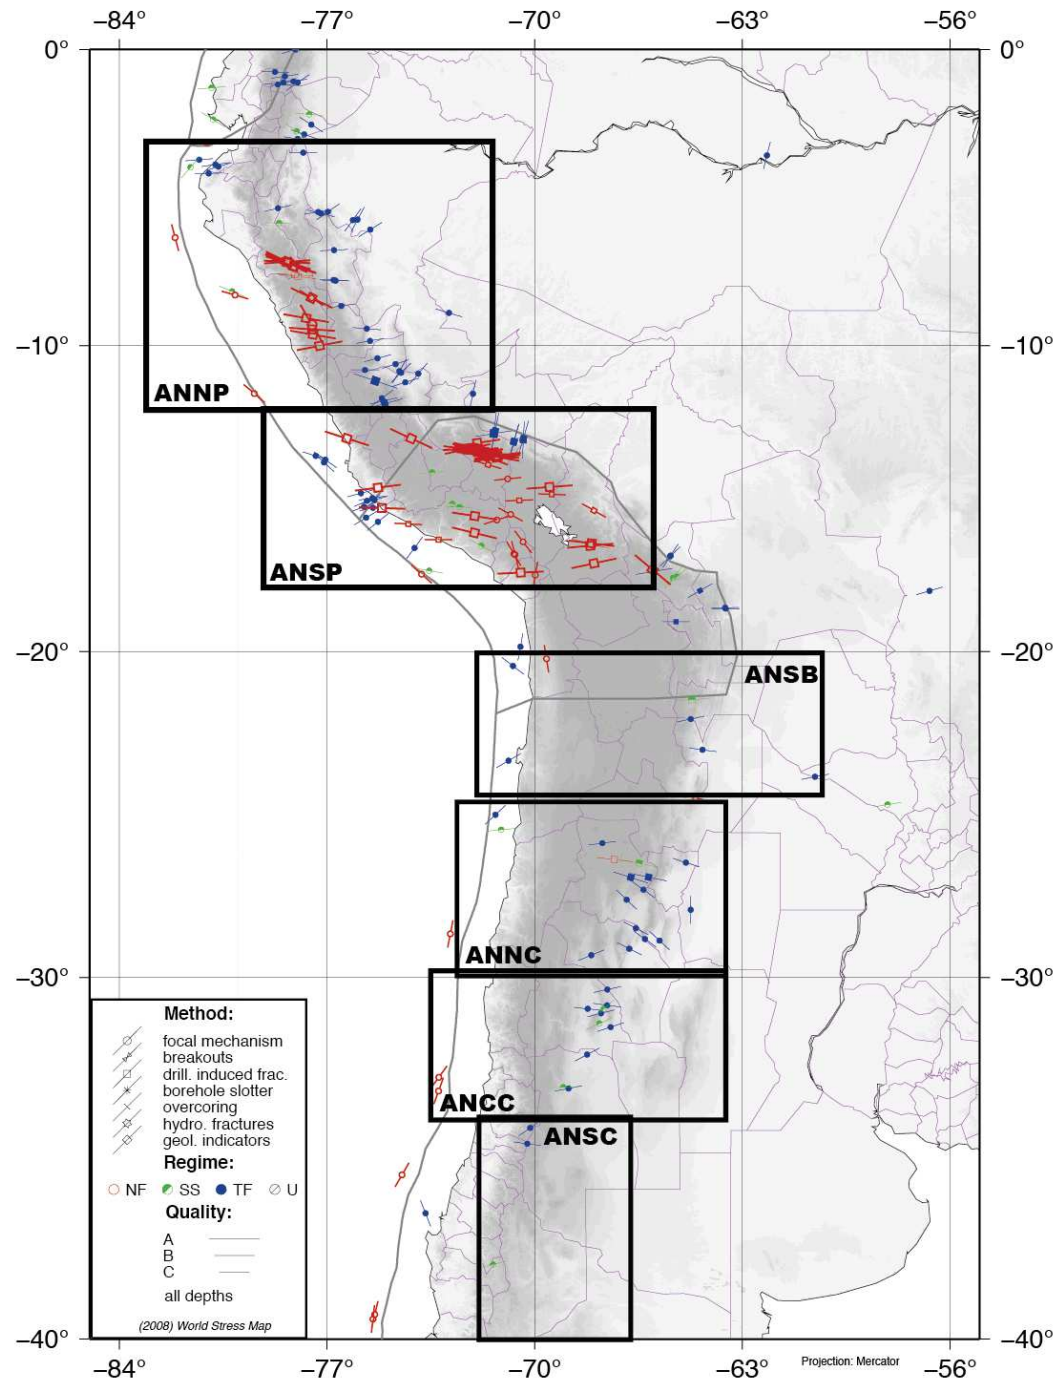 −84° −77° −70° −63° −56°
0° 0°
ANNP
−10° −10°
ANSP
−20° −20°
ANSB
ANNC
−30° −30°
Method:
focal mechanism
breakouts
drill. induced frac.
borehole slotter
overcoring
hydro. fractures
geol. indicators
ANCC
ANSC
Regime:
NF SS TF U
Quality:
A
B
C
all depths
(2008) World Stress Map
−40° −40°
Projection: Mercator
−84° −77° −70° −63° −56°